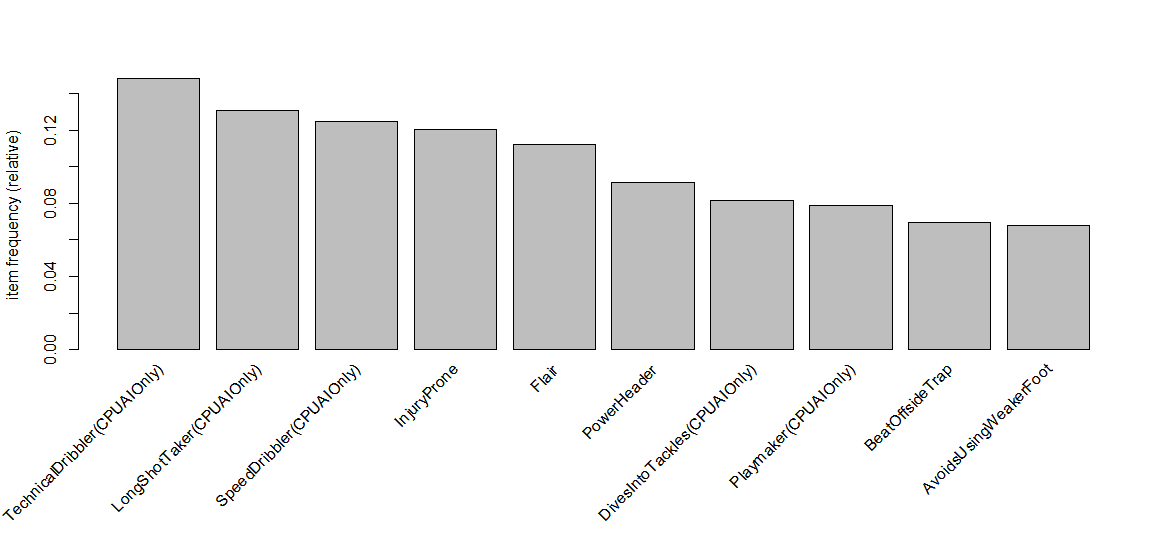 item frequency (relative)
0.00
0.04
0.08
0.12
TechnicalDribbler(CPUAIOnly)
LongShotTaker(CPUAIOnly)
SpeedDribbler(CPUAIOnly)
InjuryProne
Flair
PowerHeader
DivesIntoTackles(CPUAIOnly)
Playmaker(CPUAIOnly)
BeatOffsideTrap
AvoidsUsingWeakerFoot